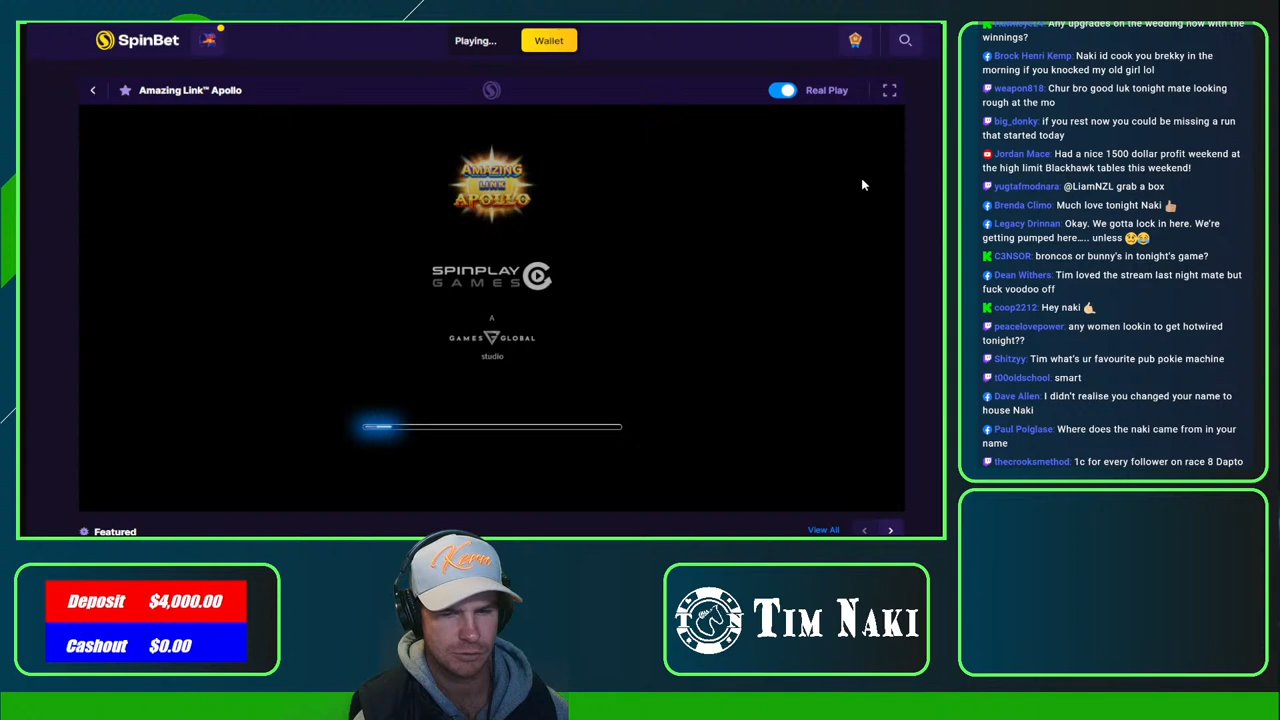 SpinBet
Playing...
Wallet
Amazing Link™ Apollo
Real Play
AMAZING
LINK
APOLLO
SPINPLAY
GAMES
A
GAMES GLOBAL
studio
Featured
View All
Any upgrades on the wedding now with the
winnings?
Brock Henri Kemp: Naki id cook you brekky in the
morning if you knocked my old girl lol
weapon818: Chur bro good luk tonight mate looking
rough at the mo
big_donky: if you rest now you could be missing a run
that started today
Jordan Mace: Had a nice 1500 dollar profit weekend at
the high limit Blackhawk tables this weekend!
yugtafmodnara: @LiamNZL grab a box
Brenda Climo: Much love tonight Naki 👍🏼
Legacy Drinnan: Okay. We gotta lock in here. We're
getting pumped here..... unless 🥹😂
C3NSOR: broncos or bunny's in tonight's game?
Dean Withers: Tim loved the stream last night mate but
fuck voodoo off
coop2212: Hey naki 🤙🏼
peacelovepower: any women lookin to get hotwired
tonight??
Shitzyy: Tim what's ur favourite pub pokie machine
t00oldschool: smart
Dave Allen: I didn't realise you changed your name to
house Naki
Paul Polglase: Where does the naki came from in your
name
thecrooksmethod: 1c for every follower on race 8 Dapto
Deposit $4,000.00
Cashout $0.00
TN
TIM NAKI